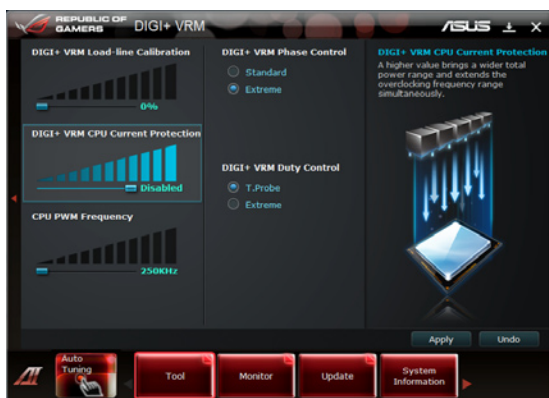 REPUBLIC OF
GAMERS
DIGI+ VRM
ASUS
DIGI+ VRM Load-line Calibration
0%
DIGI+ VRM CPU Current Protection
Disabled
CPU PWM Frequency
250KHz
DIGI+ VRM Phase Control
Standard
Extreme
DIGI+ VRM Duty Control
T.Probe
Extreme
DIGI+ VRM CPU Current Protection
A higher value brings a wider total
power range and extends the
overclocking frequency range
simultaneously.
Apply
Undo
AI
Auto
Tuning
Tool
Monitor
Update
System
Information